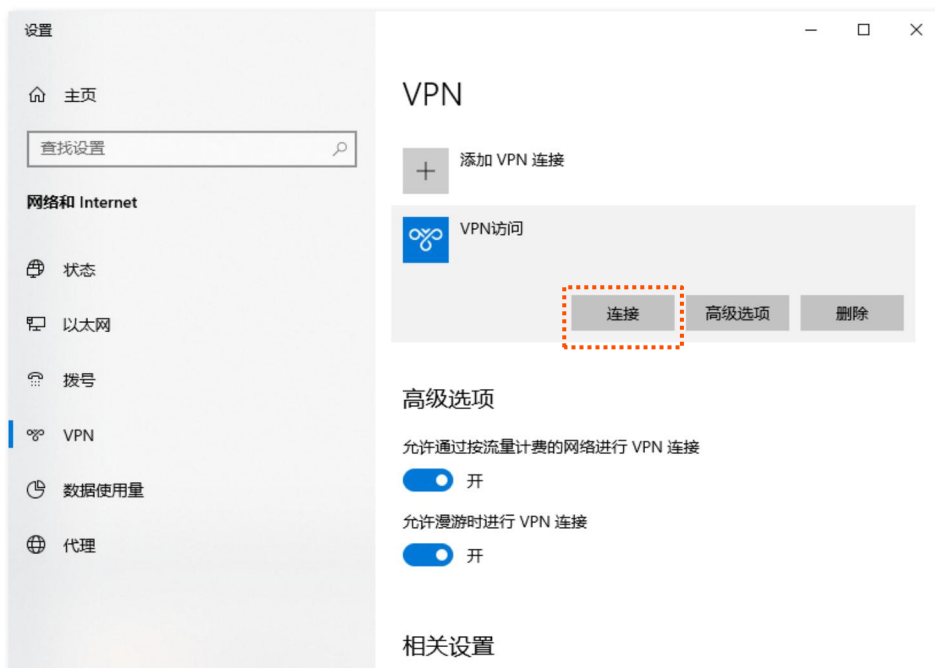 设置
主页
查找设置
网络和 Internet
状态
以太网
拨号
VPN
数据使用量
代理
VPN
添加 VPN 连接
VPN访问
连接
高级选项
删除
高级选项
允许通过按流量计费的网络进行 VPN 连接
开
允许漫游时进行 VPN 连接
开
相关设置